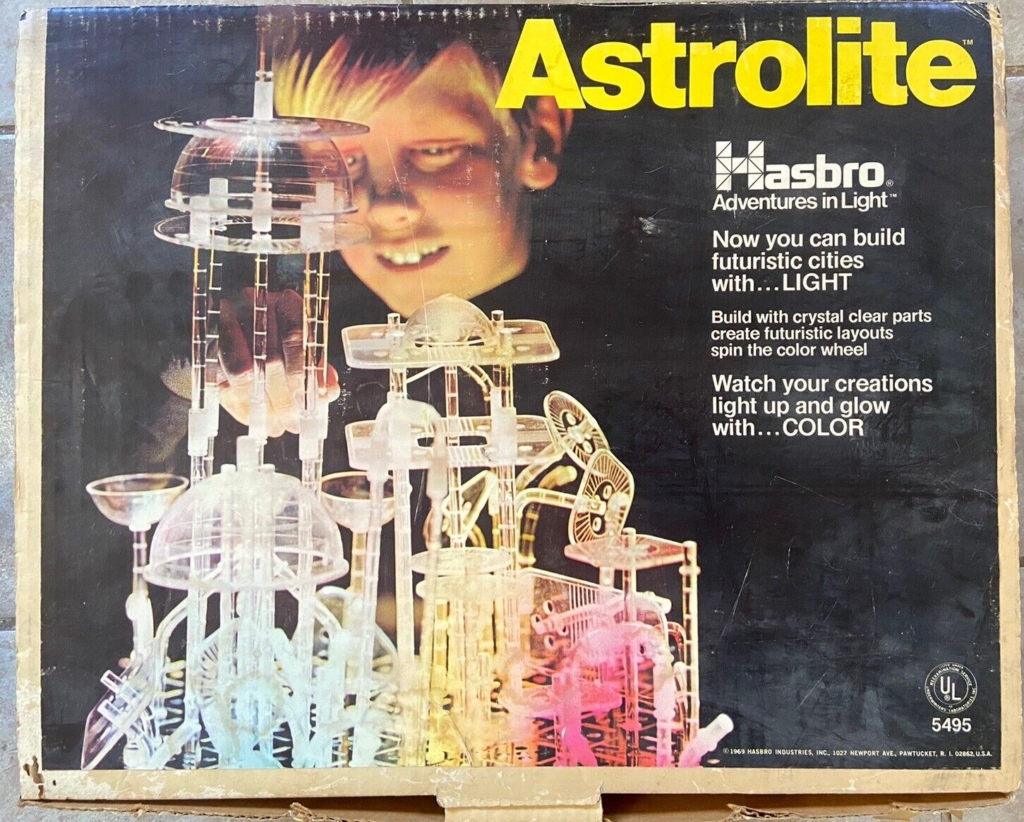 Astrolite™
Hasbro®
Adventures in Light™
Now you can build
futuristic cities
with...LIGHT
Build with crystal clear parts
create futuristic layouts
spin the color wheel
Watch your creations
light up and glow
with...COLOR
UL®
5495
© 1969 HASBRO INDUSTRIES, INC., 1027 NEWPORT AVE., PAWTUCKET, R. I. 02862, U.S.A.